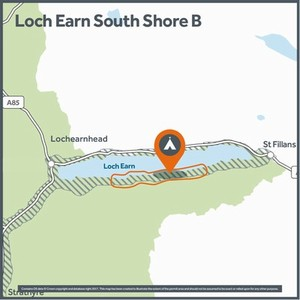 Loch Earn South Shore B
A85
Lochearnhead
St Fillans
Loch Earn
Strathyre